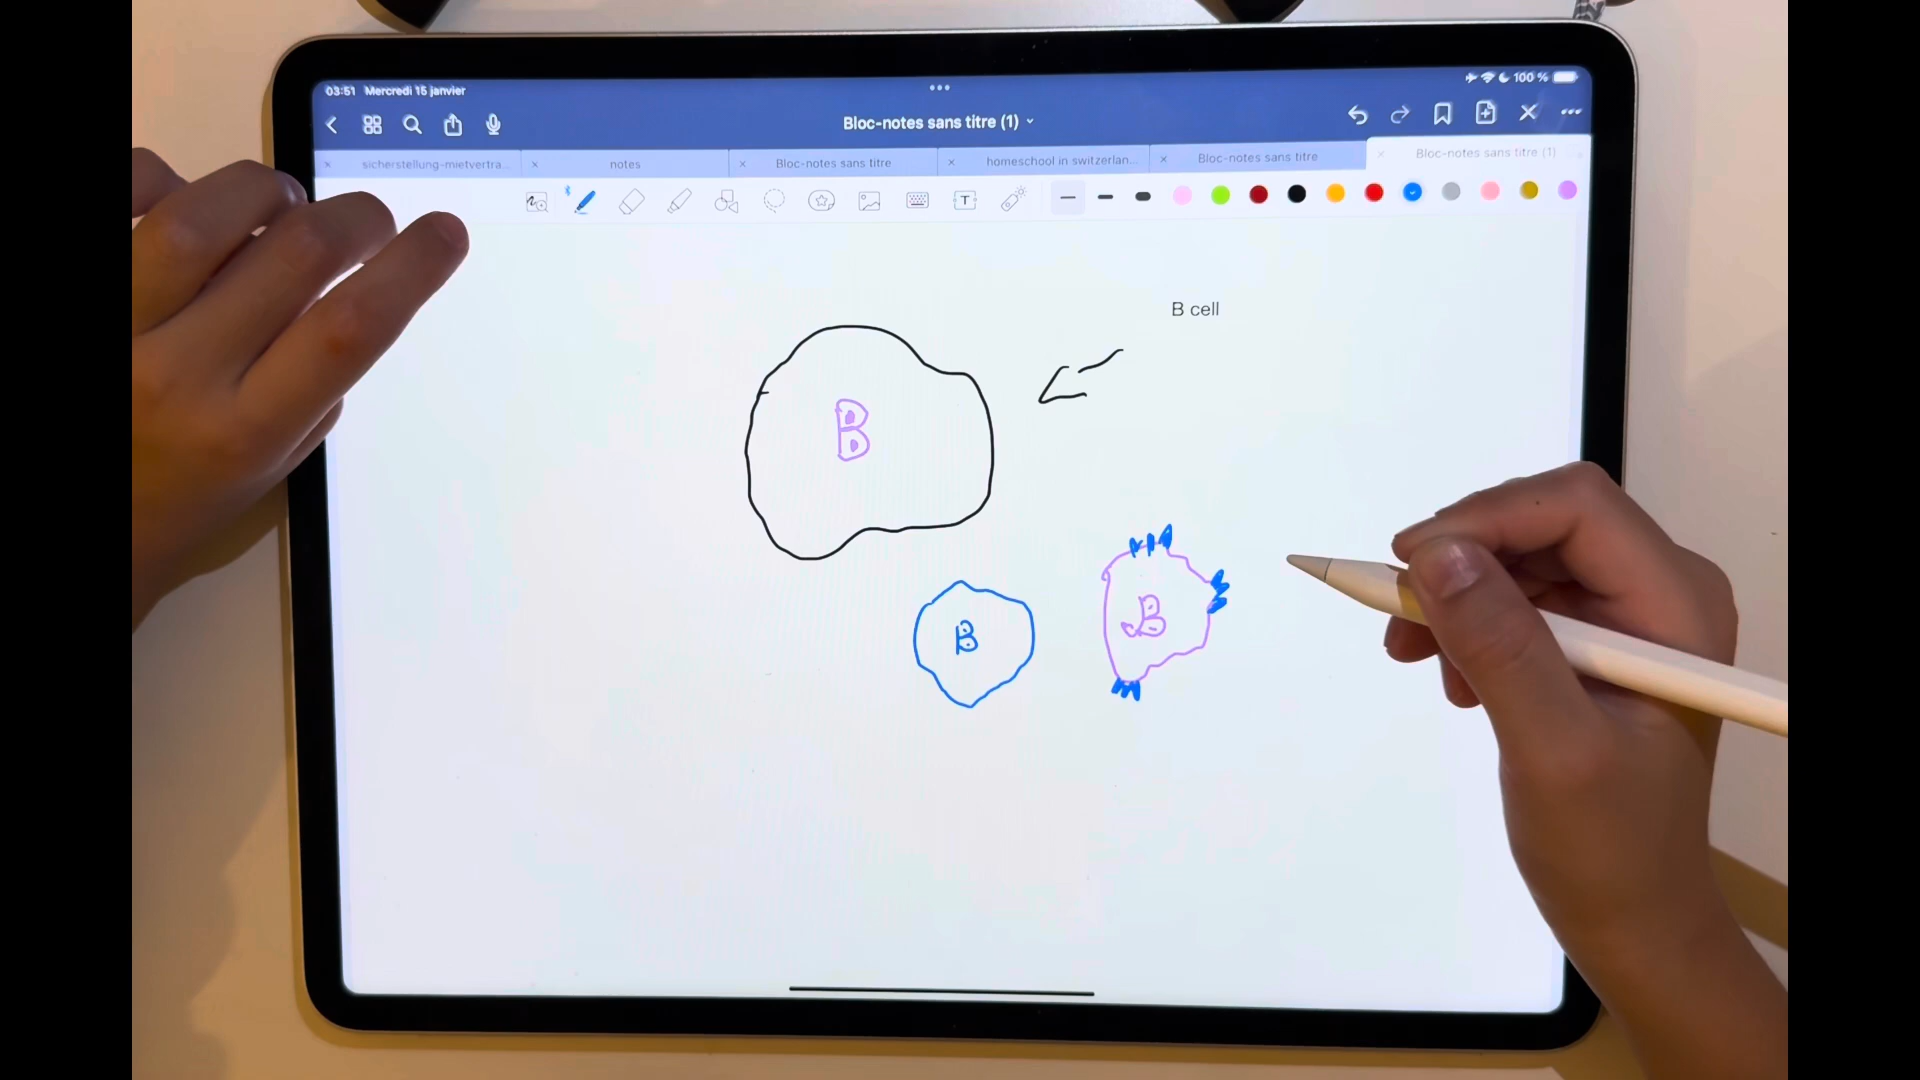 03:51 Mercredi 15 janvier
100 %
Bloc-notes sans titre (1)
sicherstellung-mietvertra...
notes
Bloc-notes sans titre
homeschool in switzerlan...
Bloc-notes sans titre
Bloc-notes sans titre (1)
T
B cell
B
B
B